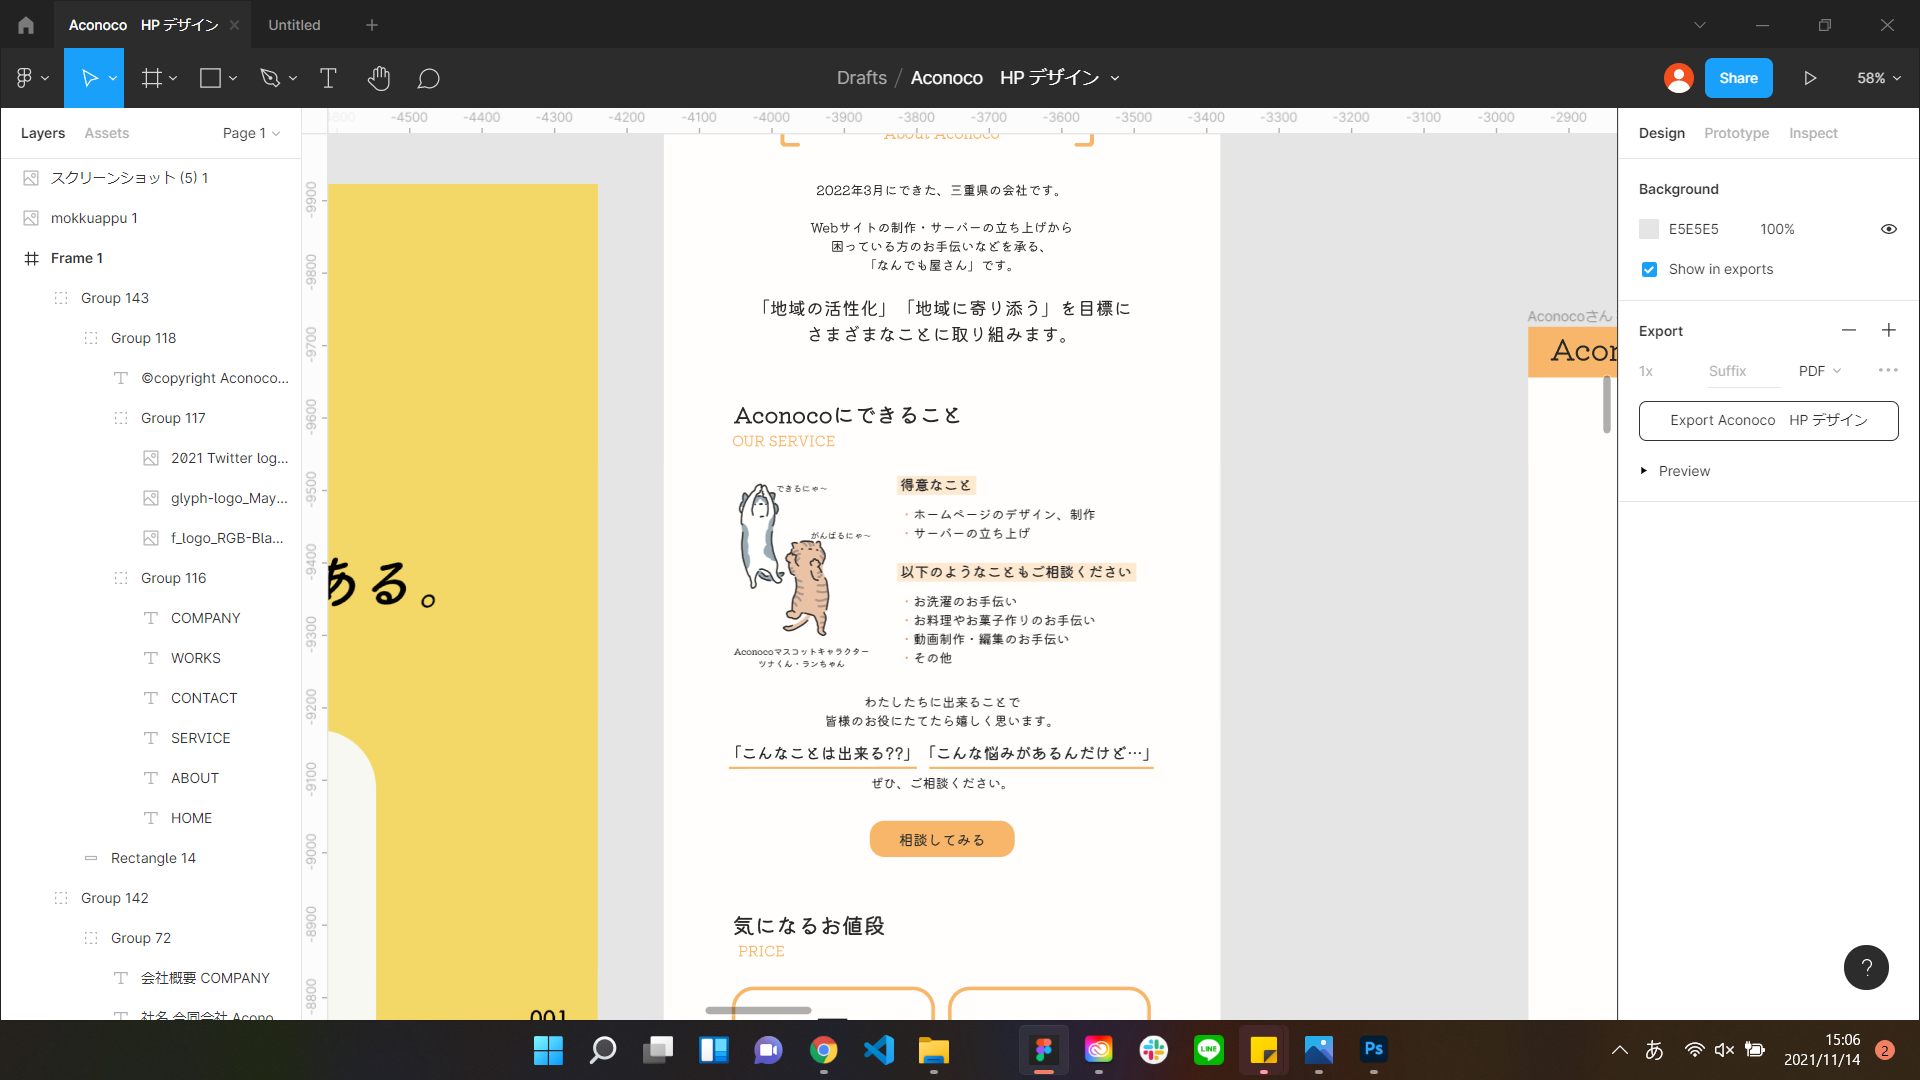 Aconoco　HP デザイン
Untitled
Drafts / Aconoco　HP デザイン
Share
58%
Layers
Assets
Page 1
スクリーンショット (5) 1
mokkuappu 1
Frame 1
Group 143
Group 118
©copyright Aconoco...
Group 117
2021 Twitter log...
glyph-logo_May...
f_logo_RGB-Bla...
Group 116
COMPANY
WORKS
CONTACT
SERVICE
ABOUT
HOME
Rectangle 14
Group 142
Group 72
会社概要 COMPANY
社名 合同会社 Acono
-4500 -4400 -4300 -4200 -4100 -4000 -3900 -3800 -3700 -3600 -3500 -3400 -3300 -3200 -3100 -3000 -2900
-9900
-9800
-9700
-9600
-9500
-9400
-9300
-9200
-9100
-9000
-8900
-8800
ある。
001
About Aconoco
2022年3月にできた、三重県の会社です。
Webサイトの制作・サーバーの立ち上げから
困っている方のお手伝いなどを承る、
「なんでも屋さん」です。
「地域の活性化」「地域に寄り添う」を目標に
さまざまなことに取り組みます。
Aconocoにできること
OUR SERVICE
できるにゃ～
がんばるにゃ～
Aconocoマスコットキャラクター
ツナくん・ランちゃん
得意なこと
・ホームページのデザイン、制作
・サーバーの立ち上げ
以下のようなこともご相談ください
・お洗濯のお手伝い
・お料理やお菓子作りのお手伝い
・動画制作・編集のお手伝い
・その他
わたしたちに出来ることで
皆様のお役にたてたら嬉しく思います。
「こんなことは出来る??」「こんな悩みがあるんだけど…」
ぜひ、ご相談ください。
相談してみる
気になるお値段
PRICE
Aconocoさん
Acon
Design
Prototype
Inspect
Background
E5E5E5
100%
Show in exports
Export
1x
Suffix
PDF
Export Aconoco　HP デザイン
Preview
?
LINE
Ps
あ
15:06
2021/11/14
2